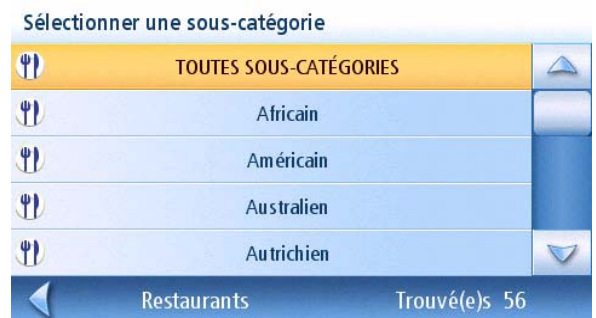 Sélectionner une sous-catégorie
TOUTES SOUS-CATÉGORIES
Africain
Américain
Australien
Autrichien
Restaurants Trouvé(e)s 56